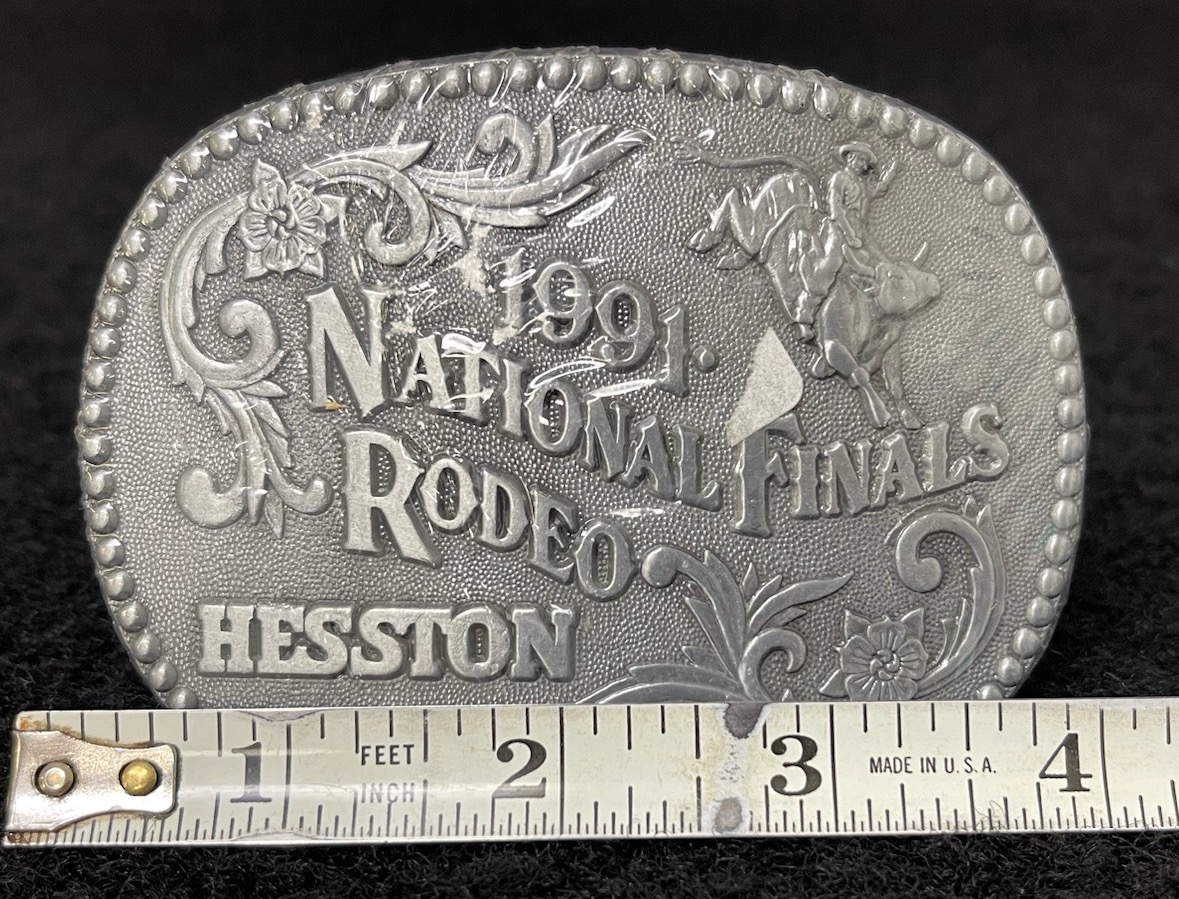 1991
NATIONAL FINALS
RODEO
HESSTON
1 FEET 2 3 MADE IN U.S.A. 4
INCH